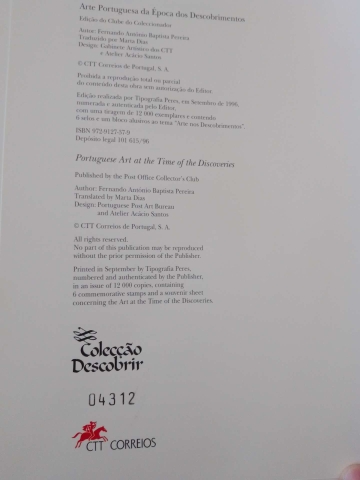 Arte Portuguesa da Época dos Descobrimentos
Edição do Clube do Coleccionador
Autor: Fernando António Baptista Pereira
Traduzido por Marta Dias
Design: Gabinete Artístico dos CTT
e Atelier Acácio Santos
© CTT Correios de Portugal, S. A.
Proibida a reprodução total ou parcial
do conteúdo desta obra sem autorização do Editor.
Edição realizada por Tipografia Peres, em Setembro de 1996,
numerada e autenticada pelo Editor,
com uma tiragem de 12 000 exemplares e contendo
6 selos e um bloco alusivos ao tema "Arte nos Descobrimentos".
ISBN 972-9127-37-9
Depósito legal 101 615/96
Portuguese Art at the Time of the Discoveries
Published by the Post Office Collector's Club
Author: Fernando António Baptista Pereira
Translated by Marta Dias
Design: Portuguese Post Art Bureau
and Atelier Acácio Santos
© CTT Correios de Portugal, S. A.
All rights reserved.
No part of this publication may be reproduced
without the prior permission of the Publisher.
Printed in September by Tipografia Peres,
numbered and authenticated by the Publisher,
in an issue of 12 000 copies, containing
6 commemorative stamps and a souvenir sheet
concerning the Art at the Time of the Discoveries.
Colecção
Descobrir
04312
CTT CORREIOS